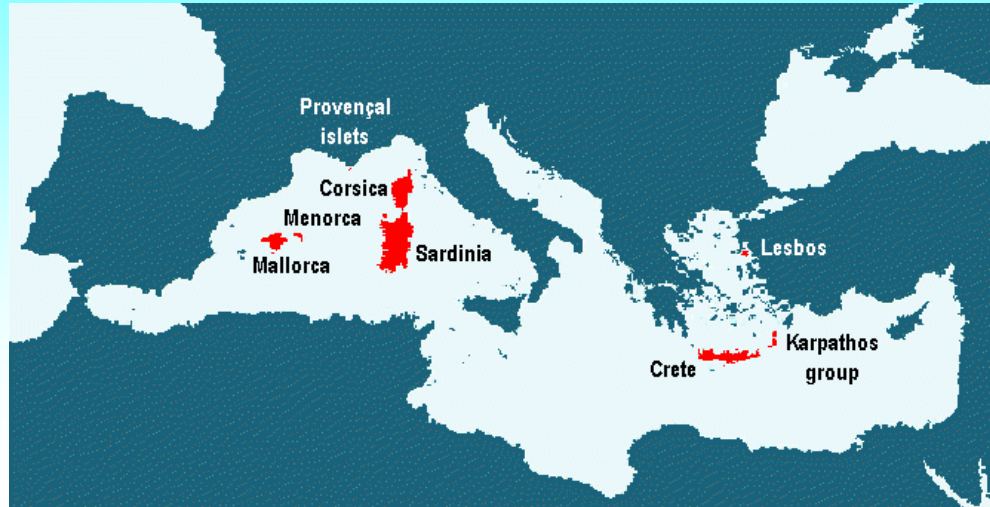 Provençal
islets
Corsica
Menorca
Mallorca
Sardinia
Lesbos
Crete
Karpathos
group